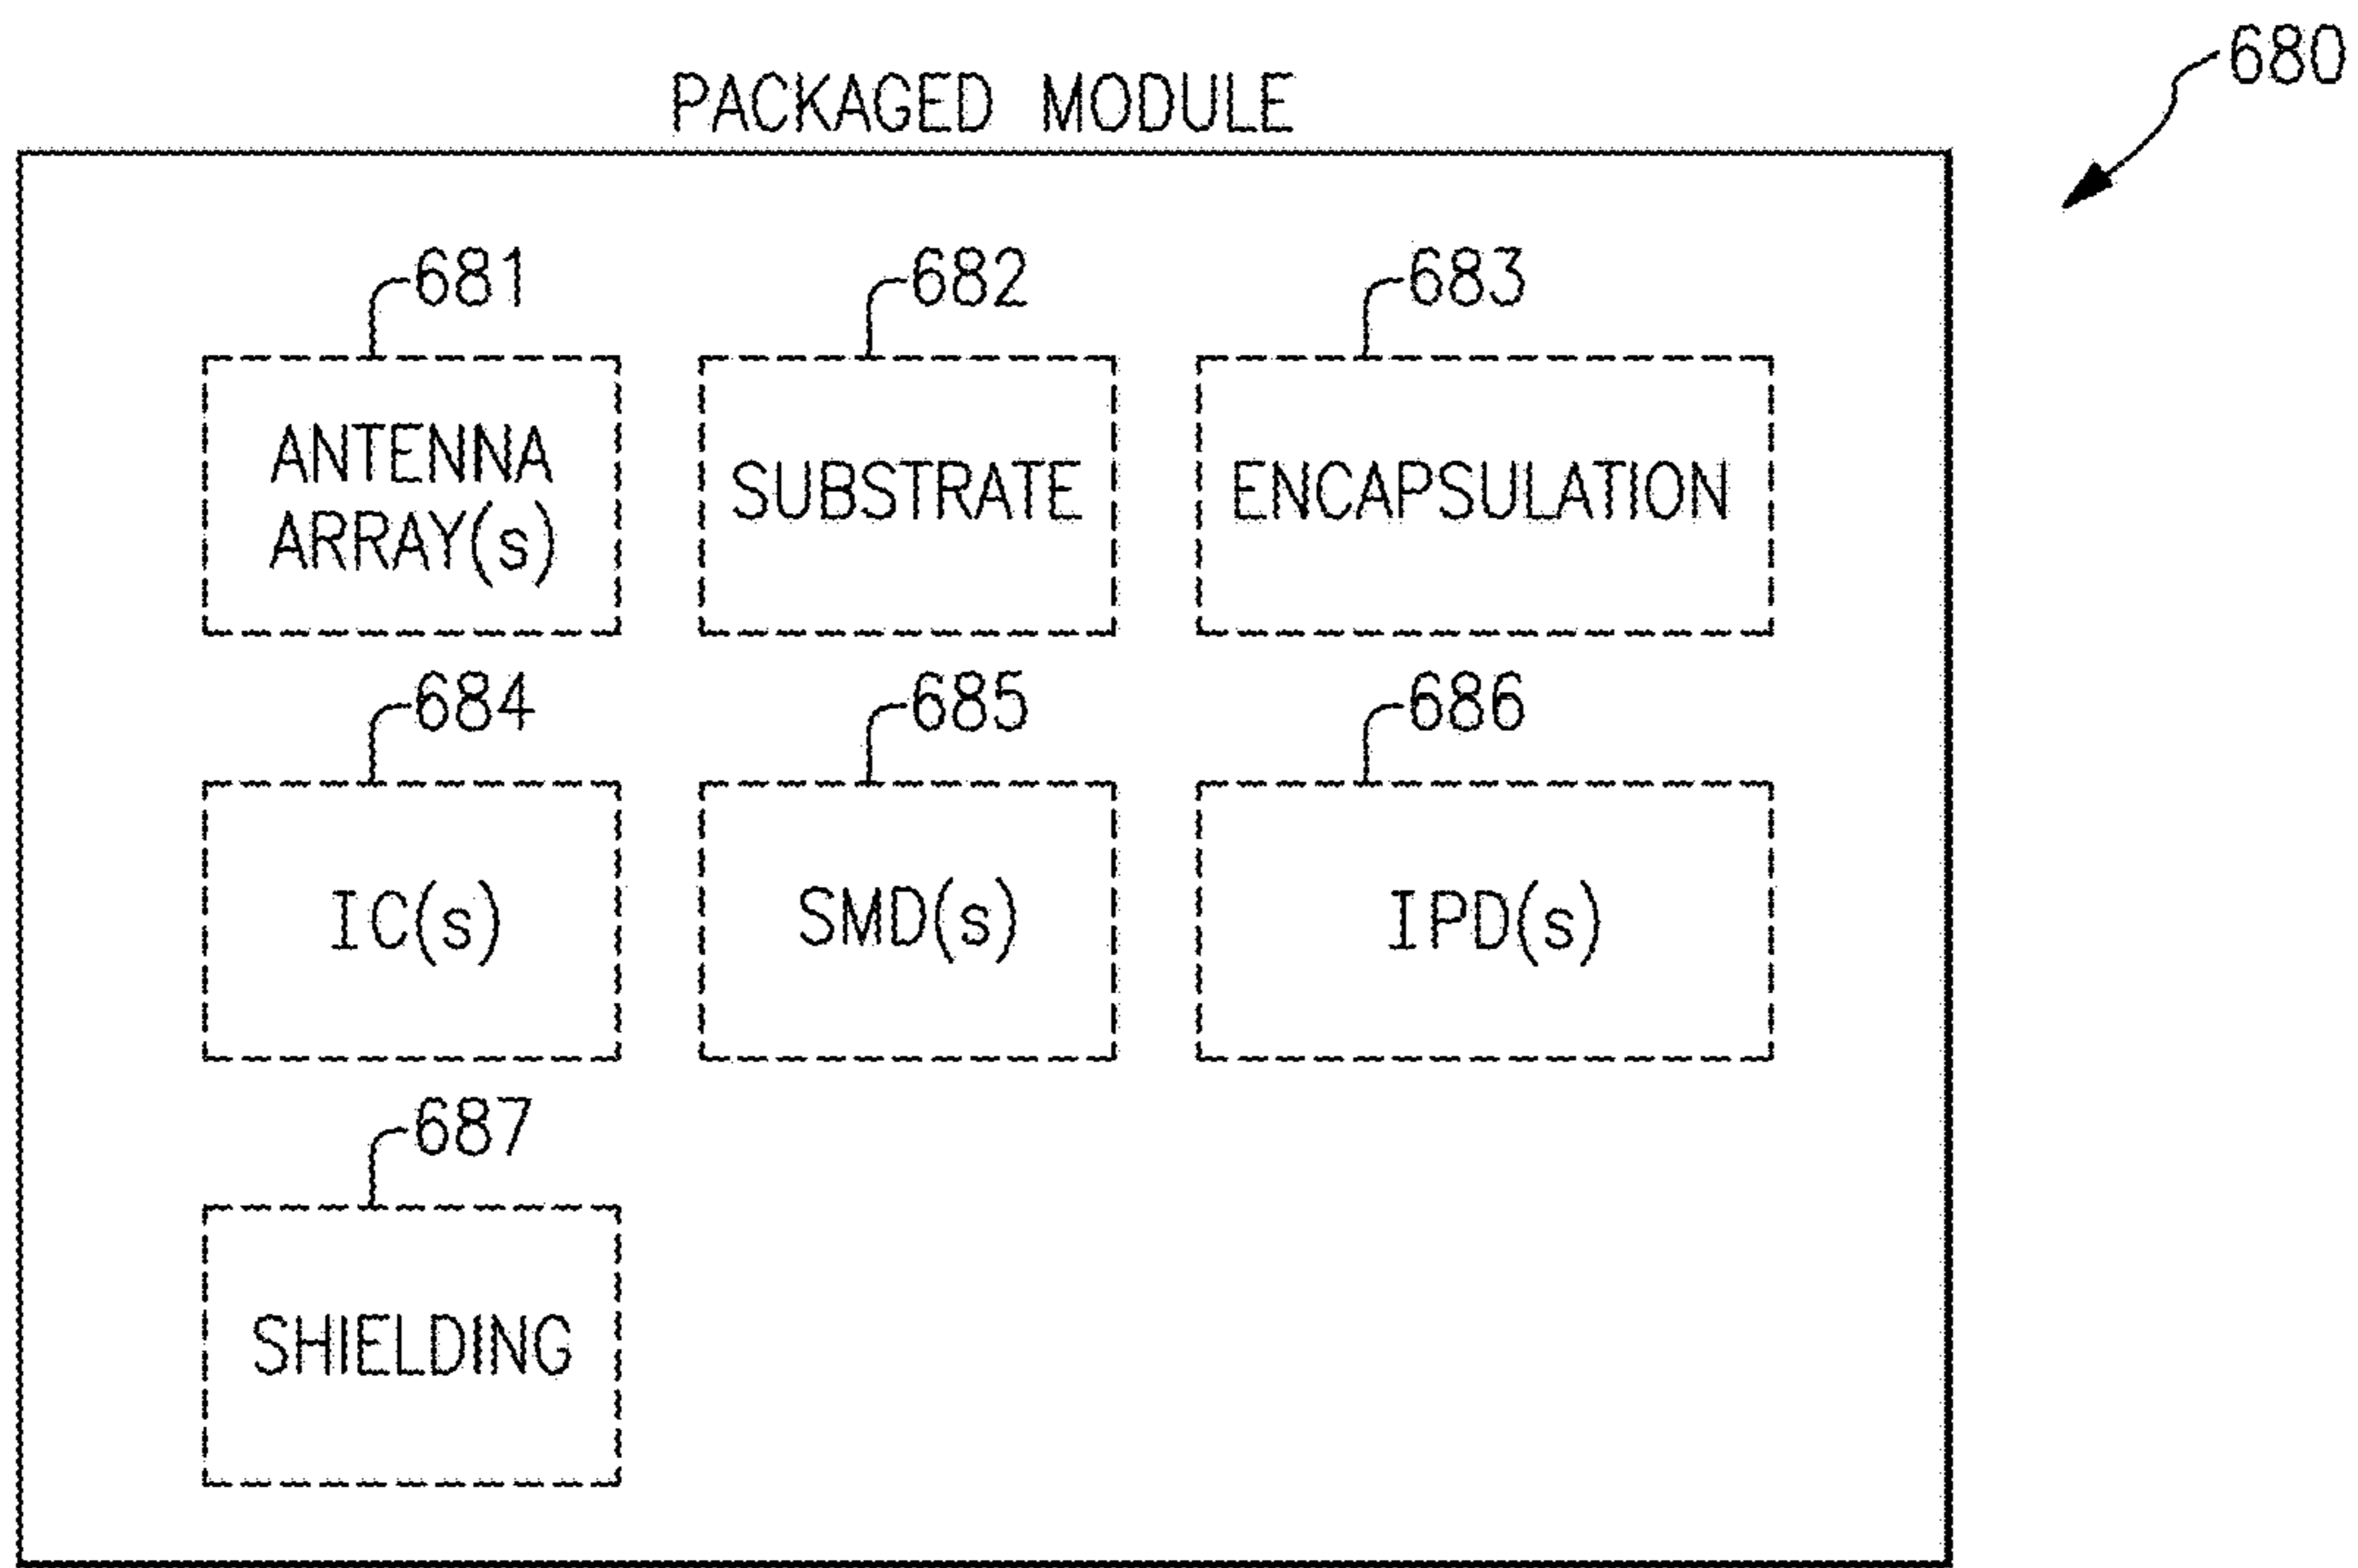 680
PACKAGED MODULE
681
682
683
ANTENNA
ARRAY(s)
SUBSTRATE
ENCAPSULATION
684
685
686
IC(s)
SMD(s)
IPD(s)
687
SHIELDING